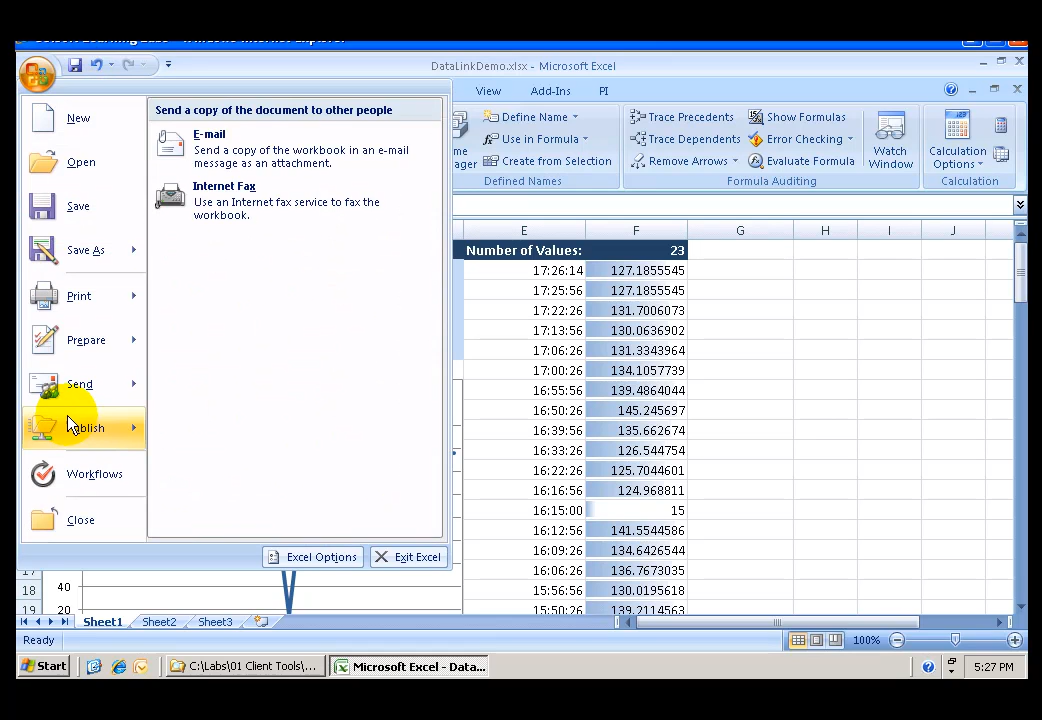 DataLinkDemo.xlsx - Microsoft Excel
View Add-Ins PI
New
Open
Save
Save As
Print
Prepare
Send
Publish
Workflows
Close
Send a copy of the document to other people
E-mail
Send a copy of the workbook in an e-mail
message as an attachment.
Internet Fax
Use an Internet fax service to fax the
workbook.
Excel Options Exit Excel
Define Name
Use in Formula
Create from Selection
Defined Names
Trace Precedents
Trace Dependents
Remove Arrows
Show Formulas
Error Checking
Evaluate Formula
Formula Auditing
Watch
Window
Calculation
Options
Calculation
E F G H I J
Number of Values: 23
17:26:14 127.1855545
17:25:56 127.1855545
17:22:26 131.7006073
17:13:56 130.0636902
17:06:26 131.3343964
17:00:26 134.1057739
16:55:56 139.4864044
16:50:26 145.245697
16:39:56 135.662674
16:33:26 126.544754
16:22:26 125.7044601
16:16:56 124.968811
16:15:00 15
16:12:56 141.5544586
16:09:26 134.6426544
16:06:26 136.7673035
15:56:56 130.0195618
15:50:26 139.2114563
18 40
19 20
Sheet1 Sheet2 Sheet3
Ready 100%
Start C:\Labs\01 Client Tools\... Microsoft Excel - Data... 5:27 PM